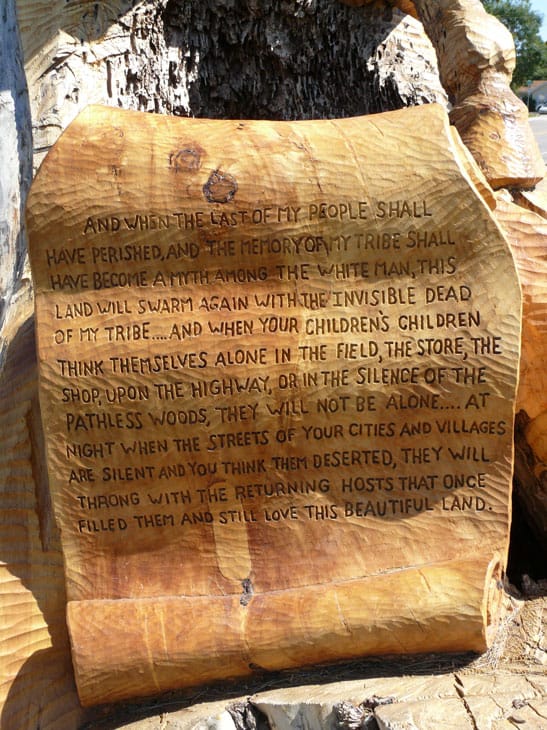 AND WHEN THE LAST OF MY PEOPLE SHALL
HAVE PERISHED, AND THE MEMORY OF MY TRIBE SHALL
HAVE BECOME A MYTH AMONG THE WHITE MAN, THIS
LAND WILL SWARM AGAIN WITH THE INVISIBLE DEAD
OF MY TRIBE....AND WHEN YOUR CHILDREN'S CHILDREN
THINK THEMSELVES ALONE IN THE FIELD, THE STORE, THE
SHOP, UPON THE HIGHWAY, OR IN THE SILENCE OF THE
PATHLESS WOODS, THEY WILL NOT BE ALONE.... AT
NIGHT WHEN THE STREETS OF YOUR CITIES AND VILLAGES
ARE SILENT AND YOU THINK THEM DESERTED, THEY WILL
THRONG WITH THE RETURNING HOSTS THAT ONCE
FILLED THEM AND STILL LOVE THIS BEAUTIFUL LAND.